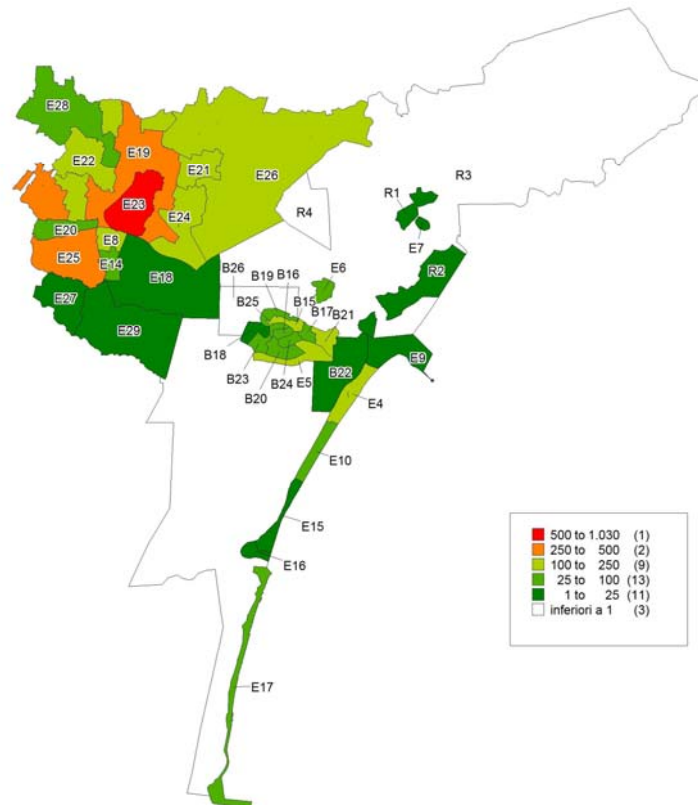 E28
E19
E22
E21
E26
R1
R3
E23
R4
E24
E20
E8
E7
E25
E14
E18
B26
B16
E6
R2
B19
E27
B25
B15
B17
B21
E29
B18
E9
B23
B22
B24
E5
B20
E4
E10
E15
E16
E17
500 to 1.030 (1)
250 to 500 (2)
100 to 250 (9)
25 to 100 (13)
1 to 25 (11)
inferiori a 1 (3)